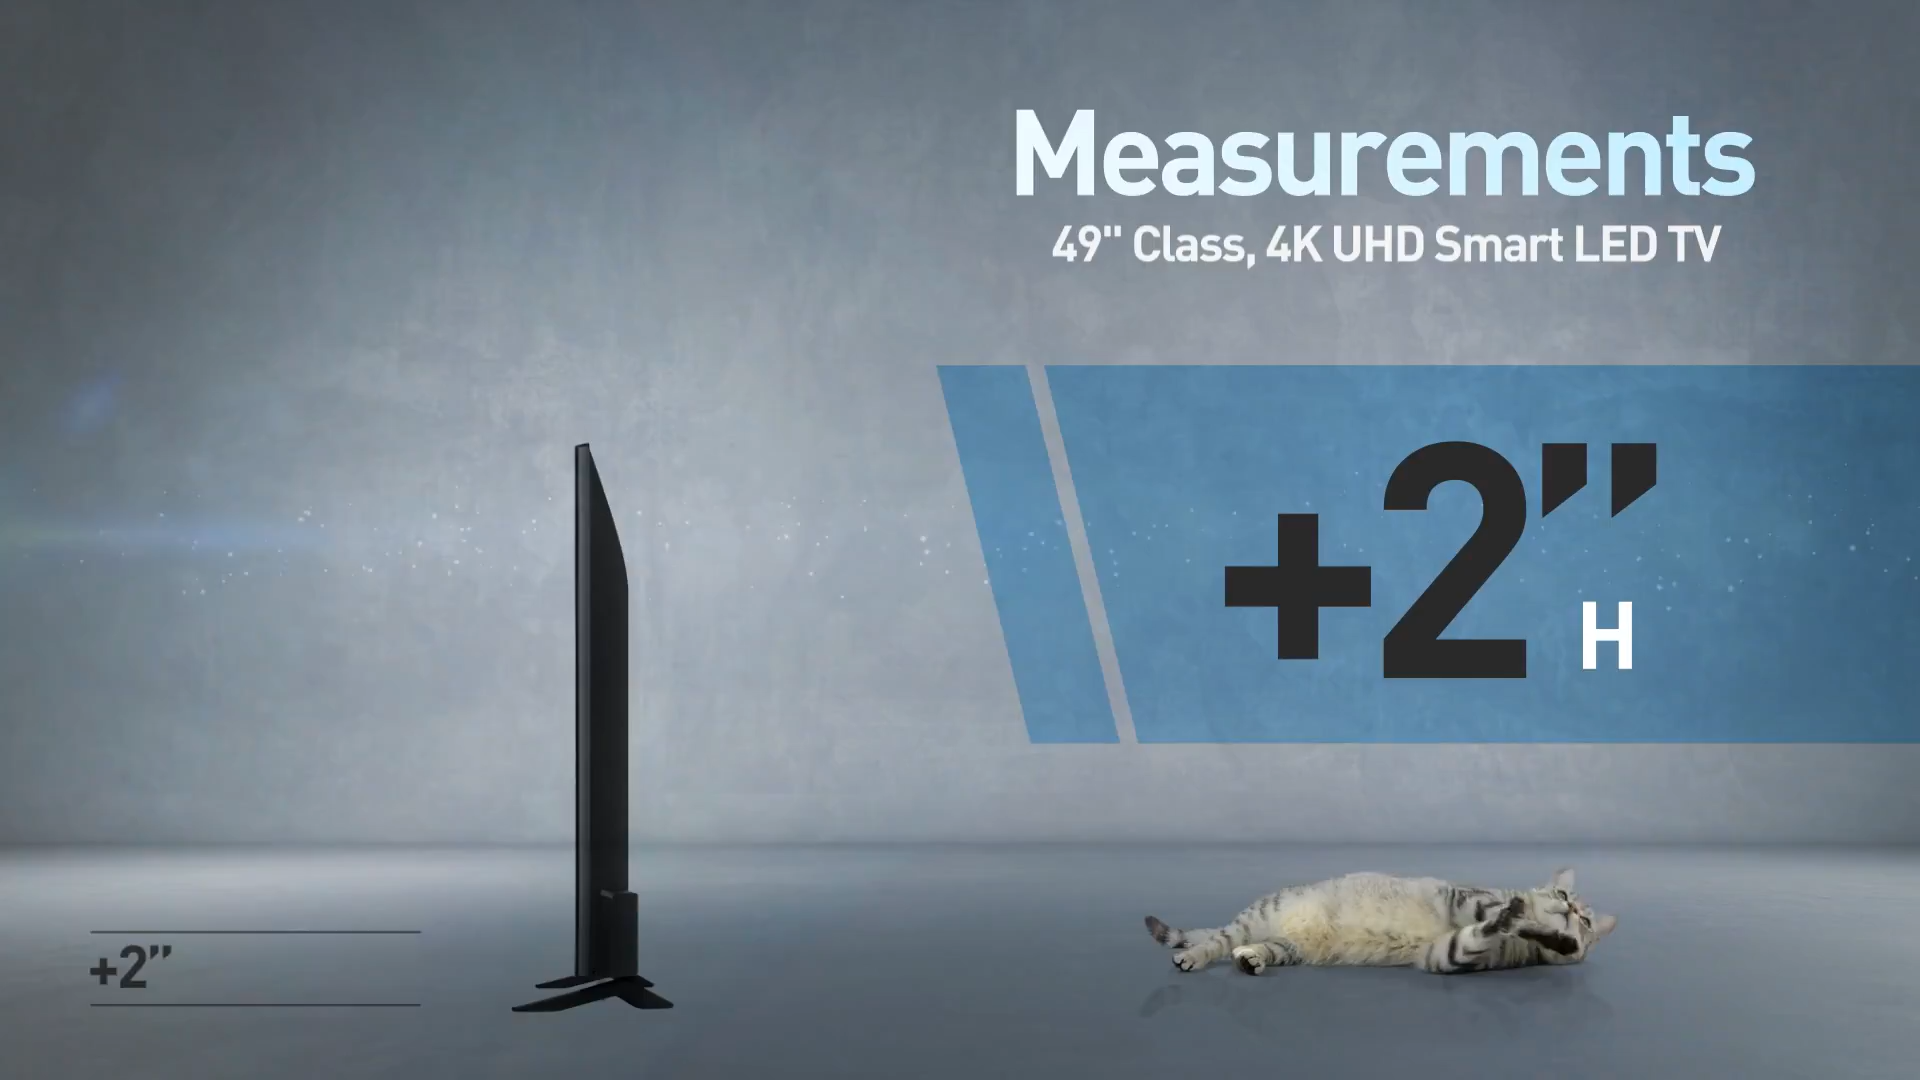 Measurements
49" Class, 4K UHD Smart LED TV
+2”
H
+2”